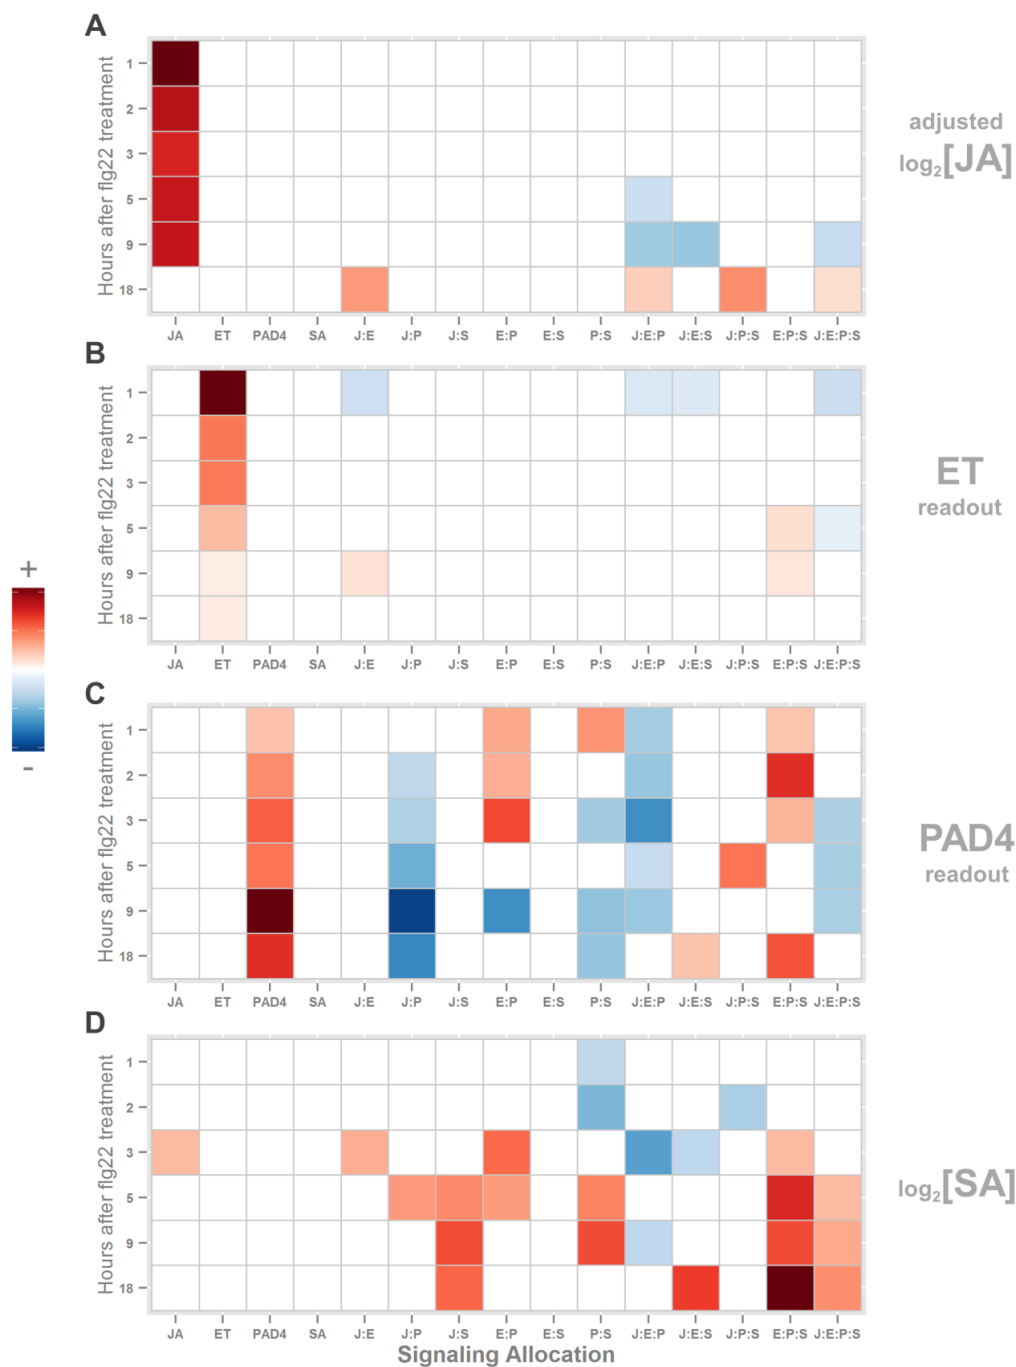 A
Hours after flg22 treatment
1
2
3
5
9
18
JA ET PAD4 SA J:E J:P J:S E:P E:S P:S J:E:P J:E:S J:P:S E:P:S J:E:P:S
adjusted
log₂[JA]
B
Hours after flg22 treatment
1
2
3
5
9
18
JA ET PAD4 SA J:E J:P J:S E:P E:S P:S J:E:P J:E:S J:P:S E:P:S J:E:P:S
ET
readout
+
-
C
Hours after flg22 treatment
1
2
3
5
9
18
JA ET PAD4 SA J:E J:P J:S E:P E:S P:S J:E:P J:E:S J:P:S E:P:S J:E:P:S
PAD4
readout
D
Hours after flg22 treatment
1
2
3
5
9
18
JA ET PAD4 SA J:E J:P J:S E:P E:S P:S J:E:P J:E:S J:P:S E:P:S J:E:P:S
log₂[SA]
Signaling Allocation